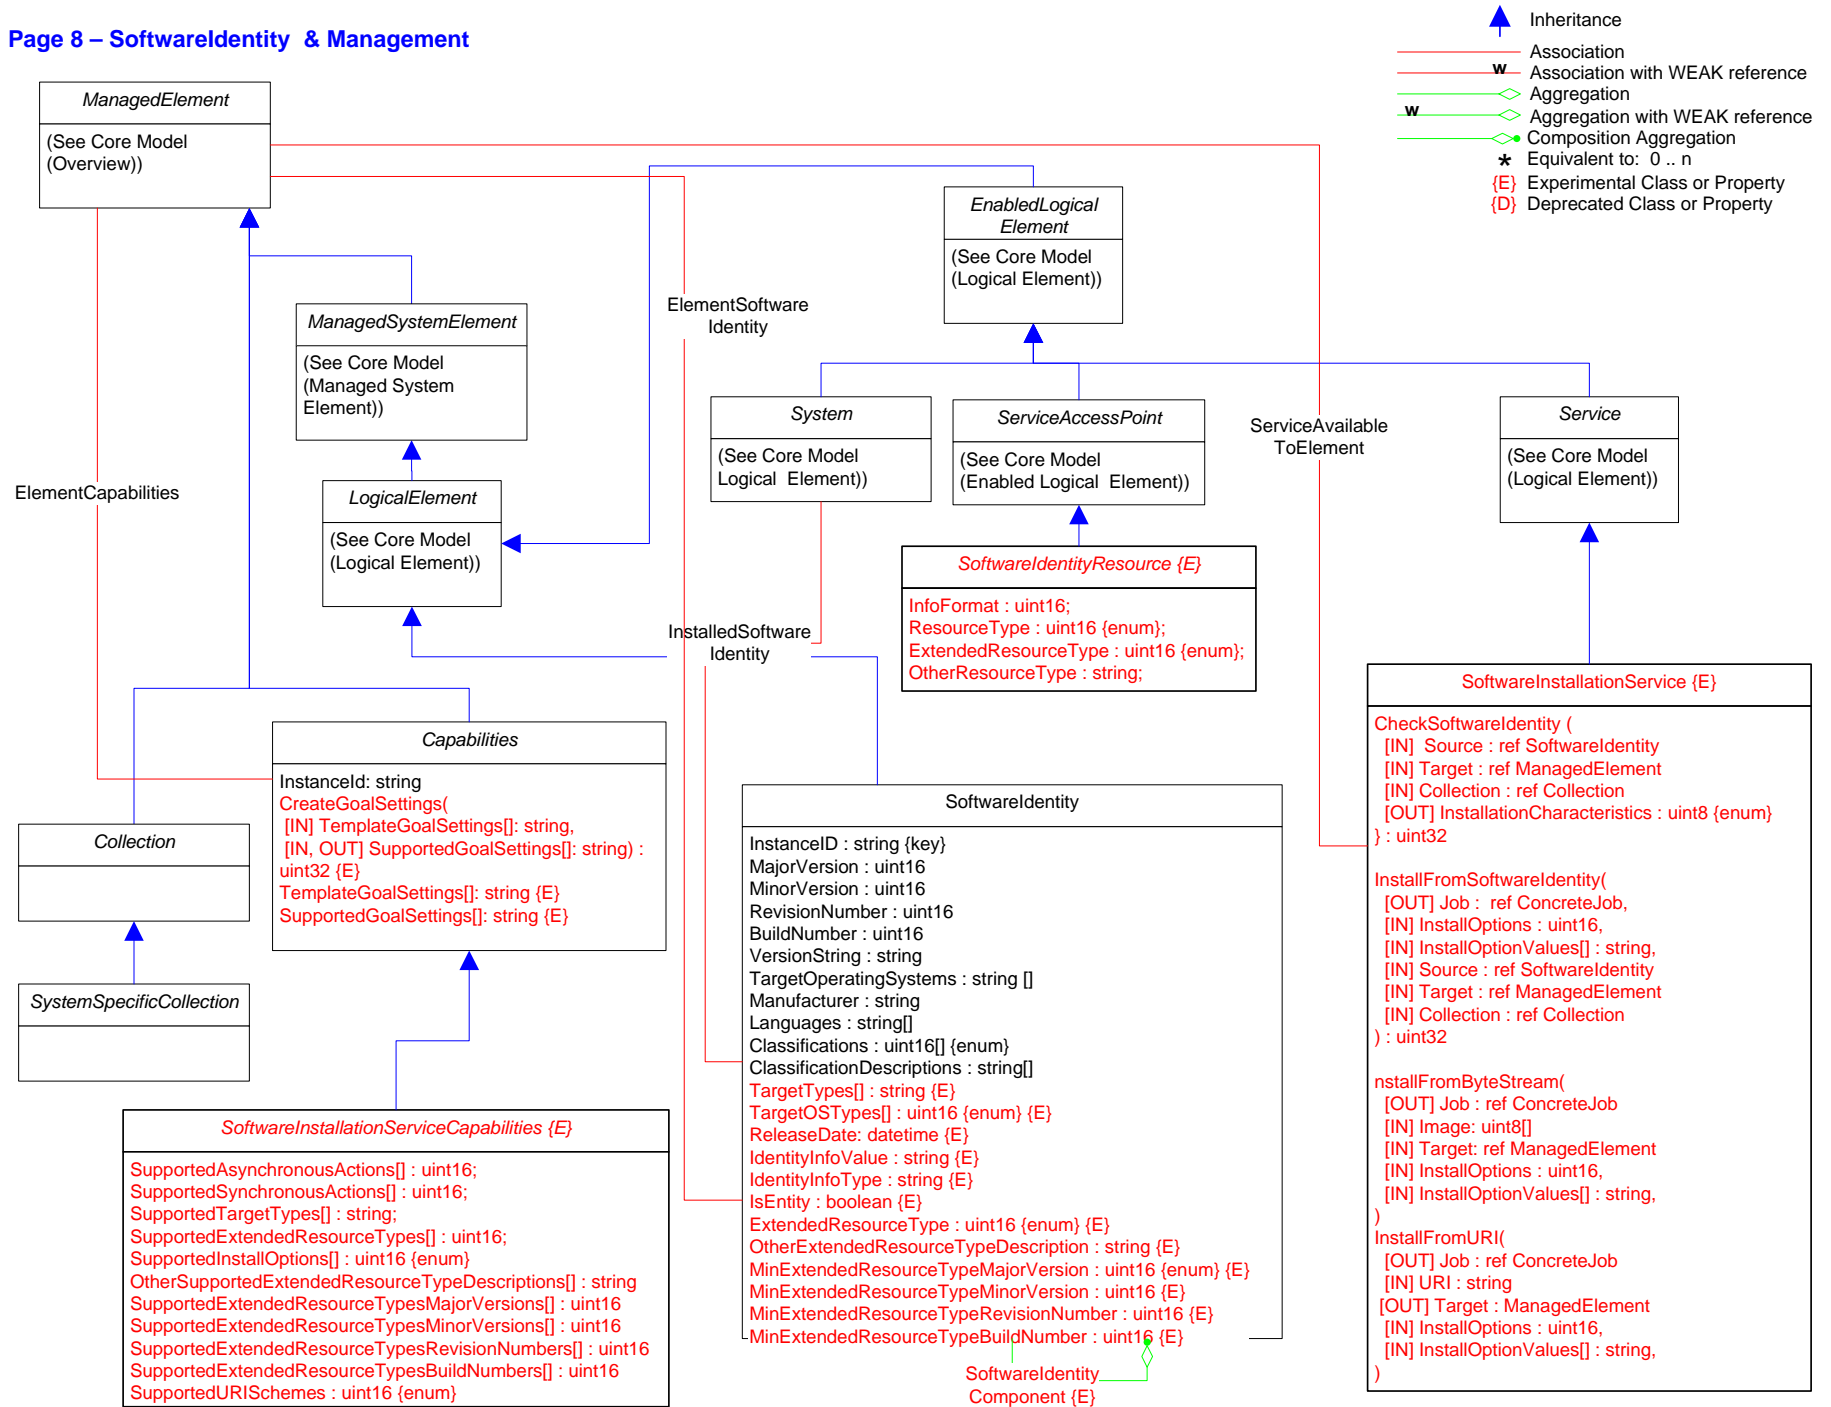 Page 8 – SoftwareIdentity & Management
Inheritance
Association
w
Association with WEAK reference
Aggregation
w
Aggregation with WEAK reference
Composition Aggregation
* Equivalent to: 0 .. n
{E} Experimental Class or Property
{D} Deprecated Class or Property
ManagedElement
(See Core Model
(Overview))
EnabledLogical
Element
(See Core Model
(Logical Element))
ManagedSystemElement
(See Core Model
(Managed System
Element))
ElementSoftware
Identity
System
(See Core Model
Logical Element))
ServiceAccessPoint
(See Core Model
(Enabled Logical Element))
ServiceAvailable
ToElement
Service
(See Core Model
(Logical Element))
ElementCapabilities
LogicalElement
(See Core Model
(Logical Element))
SoftwareIdentityResource {E}
InfoFormat : uint16;
ResourceType : uint16 {enum};
ExtendedResourceType : uint16 {enum};
OtherResourceType : string;
InstalledSoftware
Identity
Capabilities
InstanceId: string
CreateGoalSettings(
[IN] TemplateGoalSettings[]: string,
[IN, OUT] SupportedGoalSettings[]: string) :
uint32 {E}
TemplateGoalSettings[]: string {E}
SupportedGoalSettings[]: string {E}
Collection
SystemSpecificCollection
SoftwareInstallationServiceCapabilities {E}
SupportedAsynchronousActions[] : uint16;
SupportedSynchronousActions[] : uint16;
SupportedTargetTypes[] : string;
SupportedExtendedResourceTypes[] : uint16;
SupportedInstallOptions[] : uint16 {enum}
OtherSupportedExtendedResourceTypeDescriptions[] : string
SupportedExtendedResourceTypesMajorVersions[] : uint16
SupportedExtendedResourceTypesMinorVersions[] : uint16
SupportedExtendedResourceTypesRevisionNumbers[] : uint16
SupportedExtendedResourceTypesBuildNumbers[] : uint16
SupportedURISchemes : uint16 {enum}
SoftwareIdentity
InstanceID : string {key}
MajorVersion : uint16
MinorVersion : uint16
RevisionNumber : uint16
BuildNumber : uint16
VersionString : string
TargetOperatingSystems : string []
Manufacturer : string
Languages : string[]
Classifications : uint16[] {enum}
ClassificationDescriptions : string[]
TargetTypes[] : string {E}
TargetOSTypes[] : uint16 {enum} {E}
ReleaseDate: datetime {E}
IdentityInfoValue : string {E}
IdentityInfoType : string {E}
IsEntity : boolean {E}
ExtendedResourceType : uint16 {enum} {E}
OtherExtendedResourceTypeDescription : string {E}
MinExtendedResourceTypeMajorVersion : uint16 {enum} {E}
MinExtendedResourceTypeMinorVersion : uint16 {E}
MinExtendedResourceTypeRevisionNumber : uint16 {E}
MinExtendedResourceTypeBuildNumber : uint16 {E}
SoftwareIdentity
Component {E}
SoftwareInstallationService {E}
CheckSoftwareIdentity (
[IN] Source : ref SoftwareIdentity
[IN] Target : ref ManagedElement
[IN] Collection : ref Collection
[OUT] InstallationCharacteristics : uint8 {enum}
} : uint32
InstallFromSoftwareIdentity(
[OUT] Job : ref ConcreteJob,
[IN] InstallOptions : uint16,
[IN] InstallOptionValues[] : string,
[IN] Source : ref SoftwareIdentity
[IN] Target : ref ManagedElement
[IN] Collection : ref Collection
) : uint32
nstallFromByteStream(
[OUT] Job : ref ConcreteJob
[IN] Image: uint8[]
[IN] Target: ref ManagedElement
[IN] InstallOptions : uint16,
[IN] InstallOptionValues[] : string,
)
InstallFromURI(
[OUT] Job : ref ConcreteJob
[IN] URI : string
[OUT] Target : ManagedElement
[IN] InstallOptions : uint16,
[IN] InstallOptionValues[] : string,
)